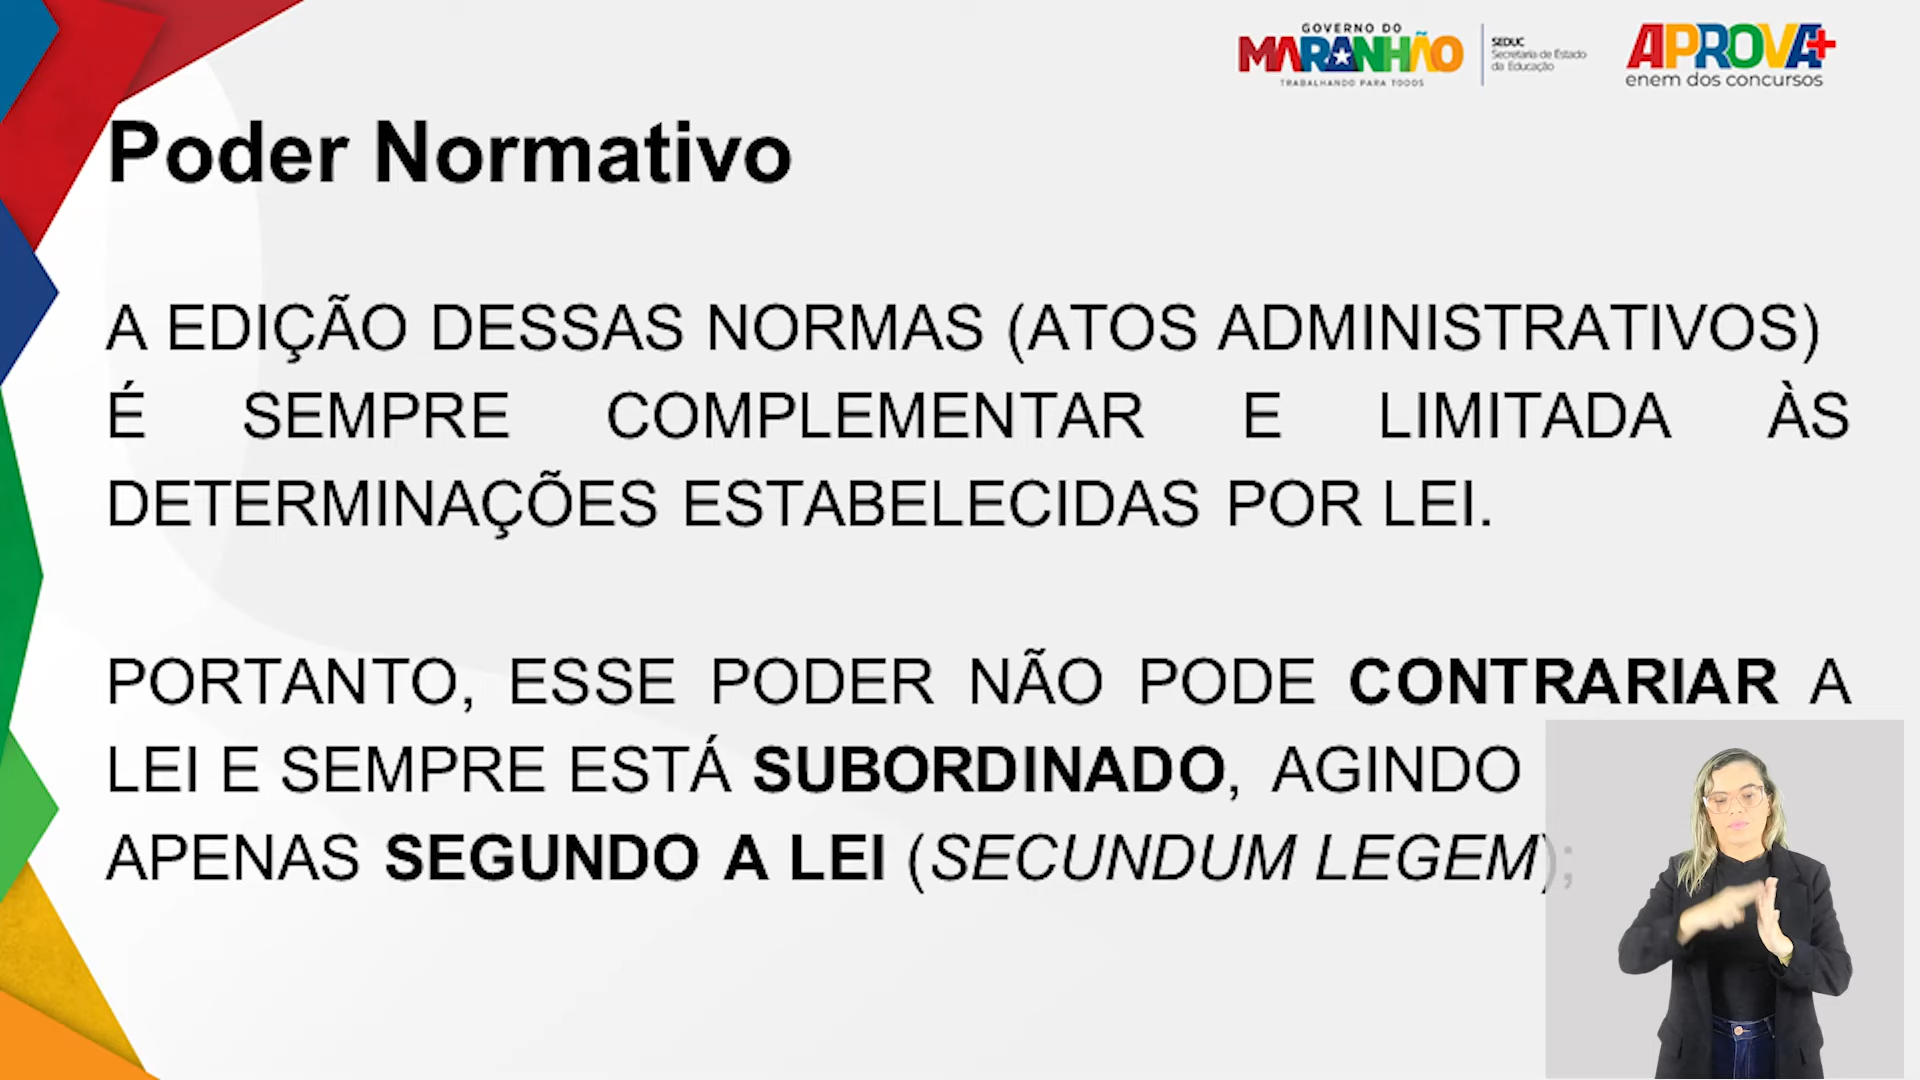 GOVERNO DO
MARANHÃO
TRABALHANDO PARA TODOS
SEDUC
Secretaria de Estado
da Educação
APROVA+
enem dos concursos
Poder Normativo
A EDIÇÃO DESSAS NORMAS (ATOS ADMINISTRATIVOS)
É SEMPRE COMPLEMENTAR E LIMITADA ÀS
DETERMINAÇÕES ESTABELECIDAS POR LEI.
PORTANTO, ESSE PODER NÃO PODE CONTRARIAR A
LEI E SEMPRE ESTÁ SUBORDINADO, AGINDO
APENAS SEGUNDO A LEI (SECUNDUM LEGEM);